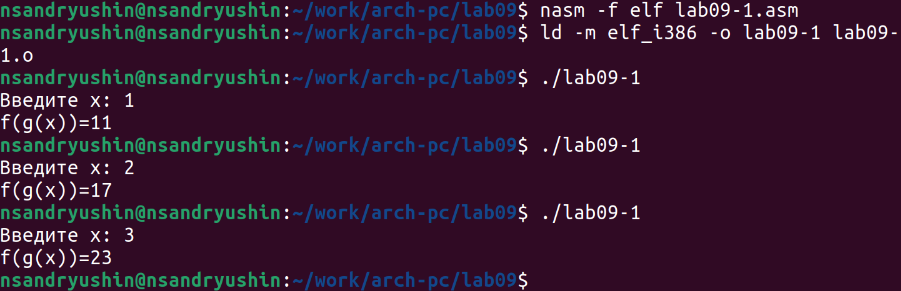 nsandryushin@nsandryushin:~/work/arch-pc/lab09$ nasm -f elf lab09-1.asm
nsandryushin@nsandryushin:~/work/arch-pc/lab09$ ld -m elf_i386 -o lab09-1 lab09-
1.o
nsandryushin@nsandryushin:~/work/arch-pc/lab09$ ./lab09-1
Введите x: 1
f(g(x))=11
nsandryushin@nsandryushin:~/work/arch-pc/lab09$ ./lab09-1
Введите x: 2
f(g(x))=17
nsandryushin@nsandryushin:~/work/arch-pc/lab09$ ./lab09-1
Введите x: 3
f(g(x))=23
nsandryushin@nsandryushin:~/work/arch-pc/lab09$